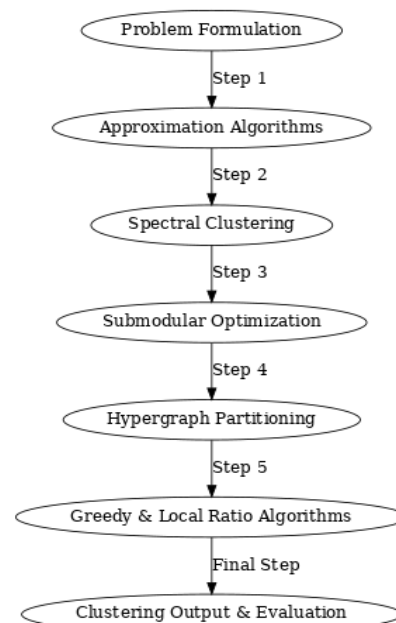 Problem Formulation
Step 1
Approximation Algorithms
Step 2
Spectral Clustering
Step 3
Submodular Optimization
Step 4
Hypergraph Partitioning
Step 5
Greedy & Local Ratio Algorithms
Final Step
Clustering Output & Evaluation